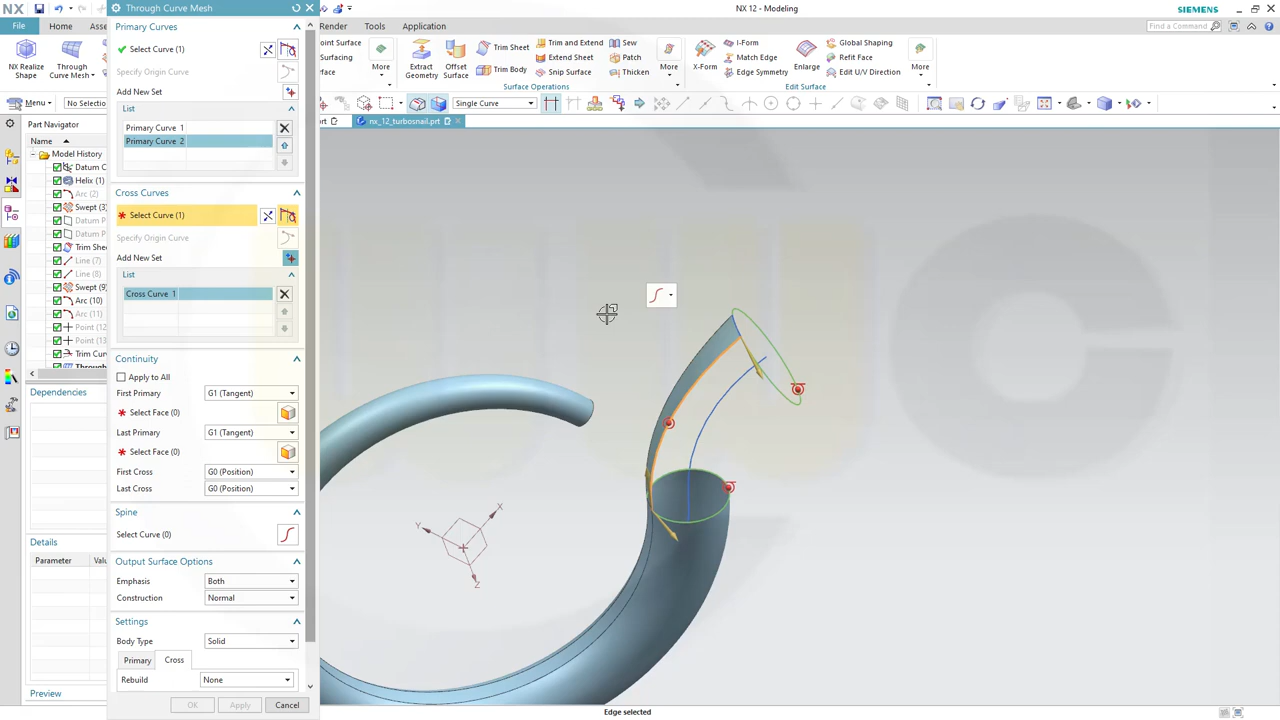 NX
Through Curve Mesh
NX 12 - Modeling
SIEMENS
File
Home
Assem
Render
Tools
Application
Find a Command
NX Realize
Shape
Through
Curve Mesh
Surface
Surfacing
Surface
More
Extract
Geometry
Offset
Surface
Trim Sheet
Trim Body
Trim and Extend
Extend Sheet
Snip Surface
Sew
Patch
Thicken
More
X-Form
I-Form
Match Edge
Edge Symmetry
Enlarge
Global Shaping
Refit Face
Edit U/V Direction
More
Surface Operations
Edit Surface
Menu
No Selection
Single Curve
Part Navigator
nx_12_turbosnail.prt
Name
Model History
Datum C
Helix (1)
Arc (2)
Swept (3)
Datum P
Datum P
Trim Shee
Line (7)
Line (8)
Swept (9)
Arc (10)
Point (12
Point (13
Trim Curv
Through
Dependencies
Details
Parameter
Valu
Preview
Primary Curves
Select Curve (1)
Specify Origin Curve
Add New Set
List
Primary Curve 1
Primary Curve 2
Cross Curves
Select Curve (1)
Specify Origin Curve
Add New Set
List
Cross Curve 1
Continuity
Apply to All
First Primary
G1 (Tangent)
Select Face (0)
Last Primary
G1 (Tangent)
Select Face (0)
First Cross
G0 (Position)
Last Cross
G0 (Position)
Spine
Select Curve (0)
Output Surface Options
Emphasis
Both
Construction
Normal
Settings
Body Type
Solid
Primary
Cross
Rebuild
None
OK
Apply
Cancel
X
Y
Z
Edge selected